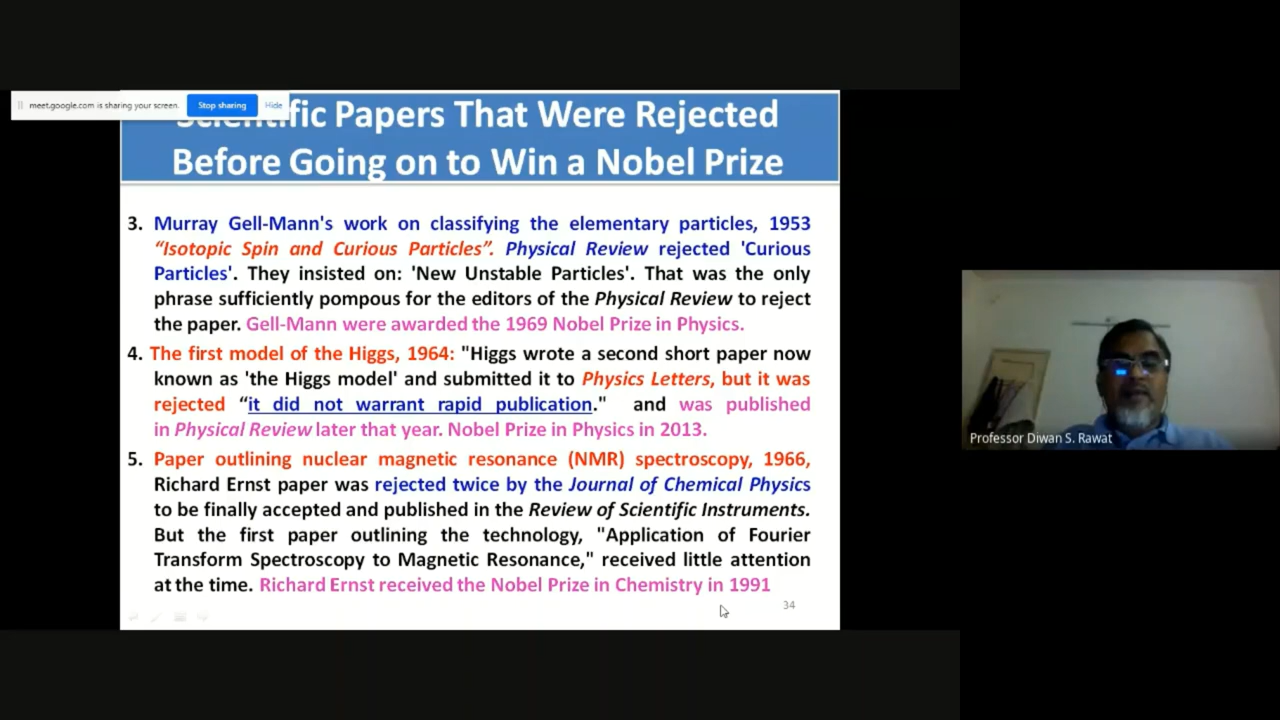 meet.google.com is sharing your screen.
Stop sharing
Hide
Scientific Papers That Were Rejected
Before Going on to Win a Nobel Prize
3. Murray Gell-Mann's work on classifying the elementary particles, 1953
“Isotopic Spin and Curious Particles”. Physical Review rejected 'Curious
Particles'. They insisted on: 'New Unstable Particles'. That was the only
phrase sufficiently pompous for the editors of the Physical Review to reject
the paper. Gell-Mann were awarded the 1969 Nobel Prize in Physics.
4. The first model of the Higgs, 1964: "Higgs wrote a second short paper now
known as 'the Higgs model' and submitted it to Physics Letters, but it was
rejected “it did not warrant rapid publication." and was published
in Physical Review later that year. Nobel Prize in Physics in 2013.
5. Paper outlining nuclear magnetic resonance (NMR) spectroscopy, 1966,
Richard Ernst paper was rejected twice by the Journal of Chemical Physics
to be finally accepted and published in the Review of Scientific Instruments.
But the first paper outlining the technology, "Application of Fourier
Transform Spectroscopy to Magnetic Resonance," received little attention
at the time. Richard Ernst received the Nobel Prize in Chemistry in 1991
34
Professor Diwan S. Rawat